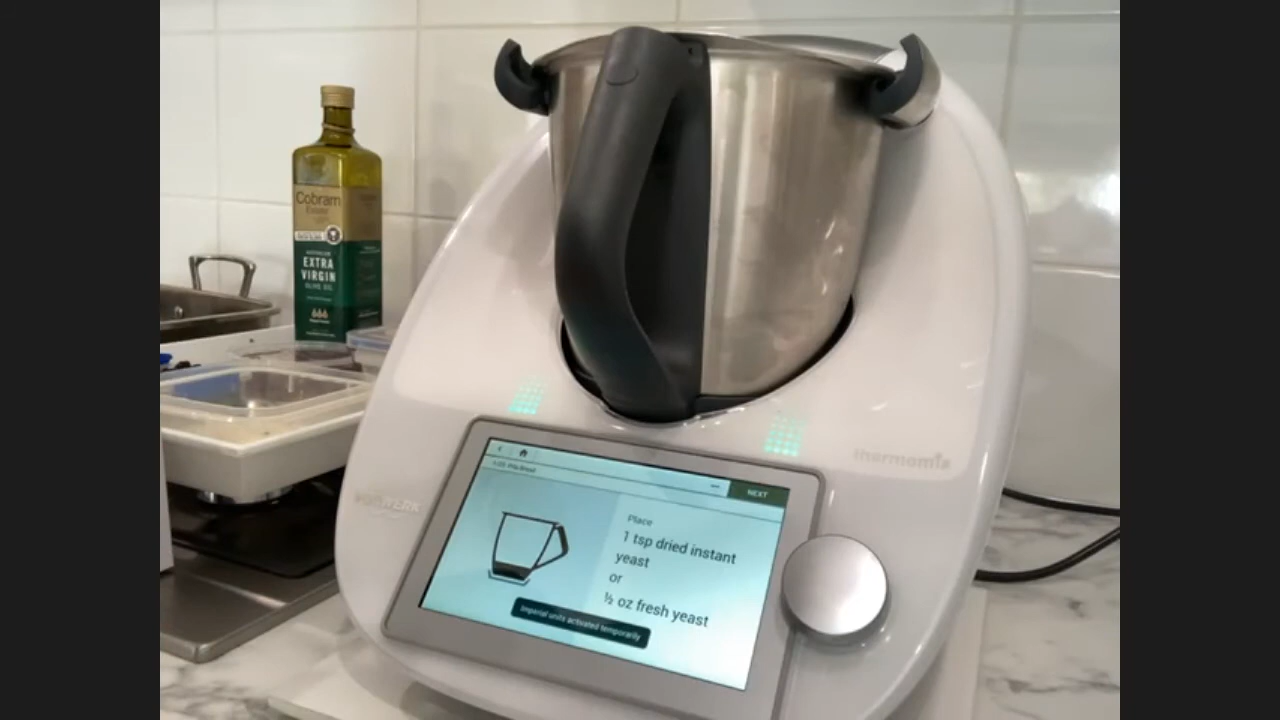 Cobram
Estate
EXTRA
VIRGIN
OLIVE OIL
thermomix
VORWERK
NEXT
Place
1 tsp dried instant
yeast
or
½ oz fresh yeast
Imperial units activated temporarily